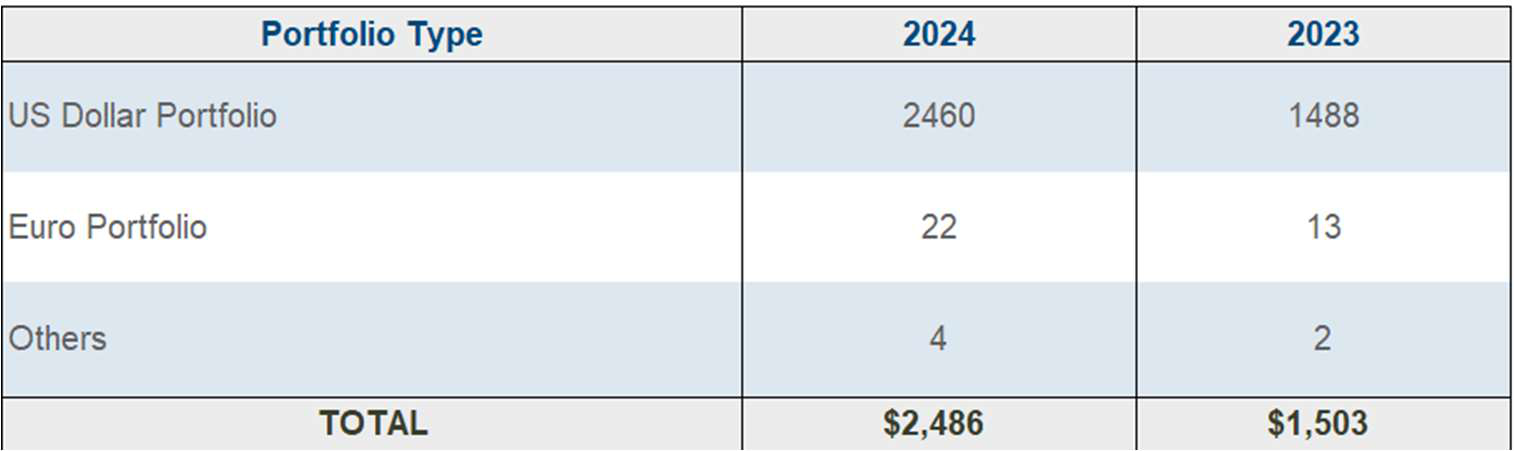 Portfolio Type 2024 2023
US Dollar Portfolio 2460 1488
Euro Portfolio 22 13
Others 4 2
TOTAL $2,486 $1,503